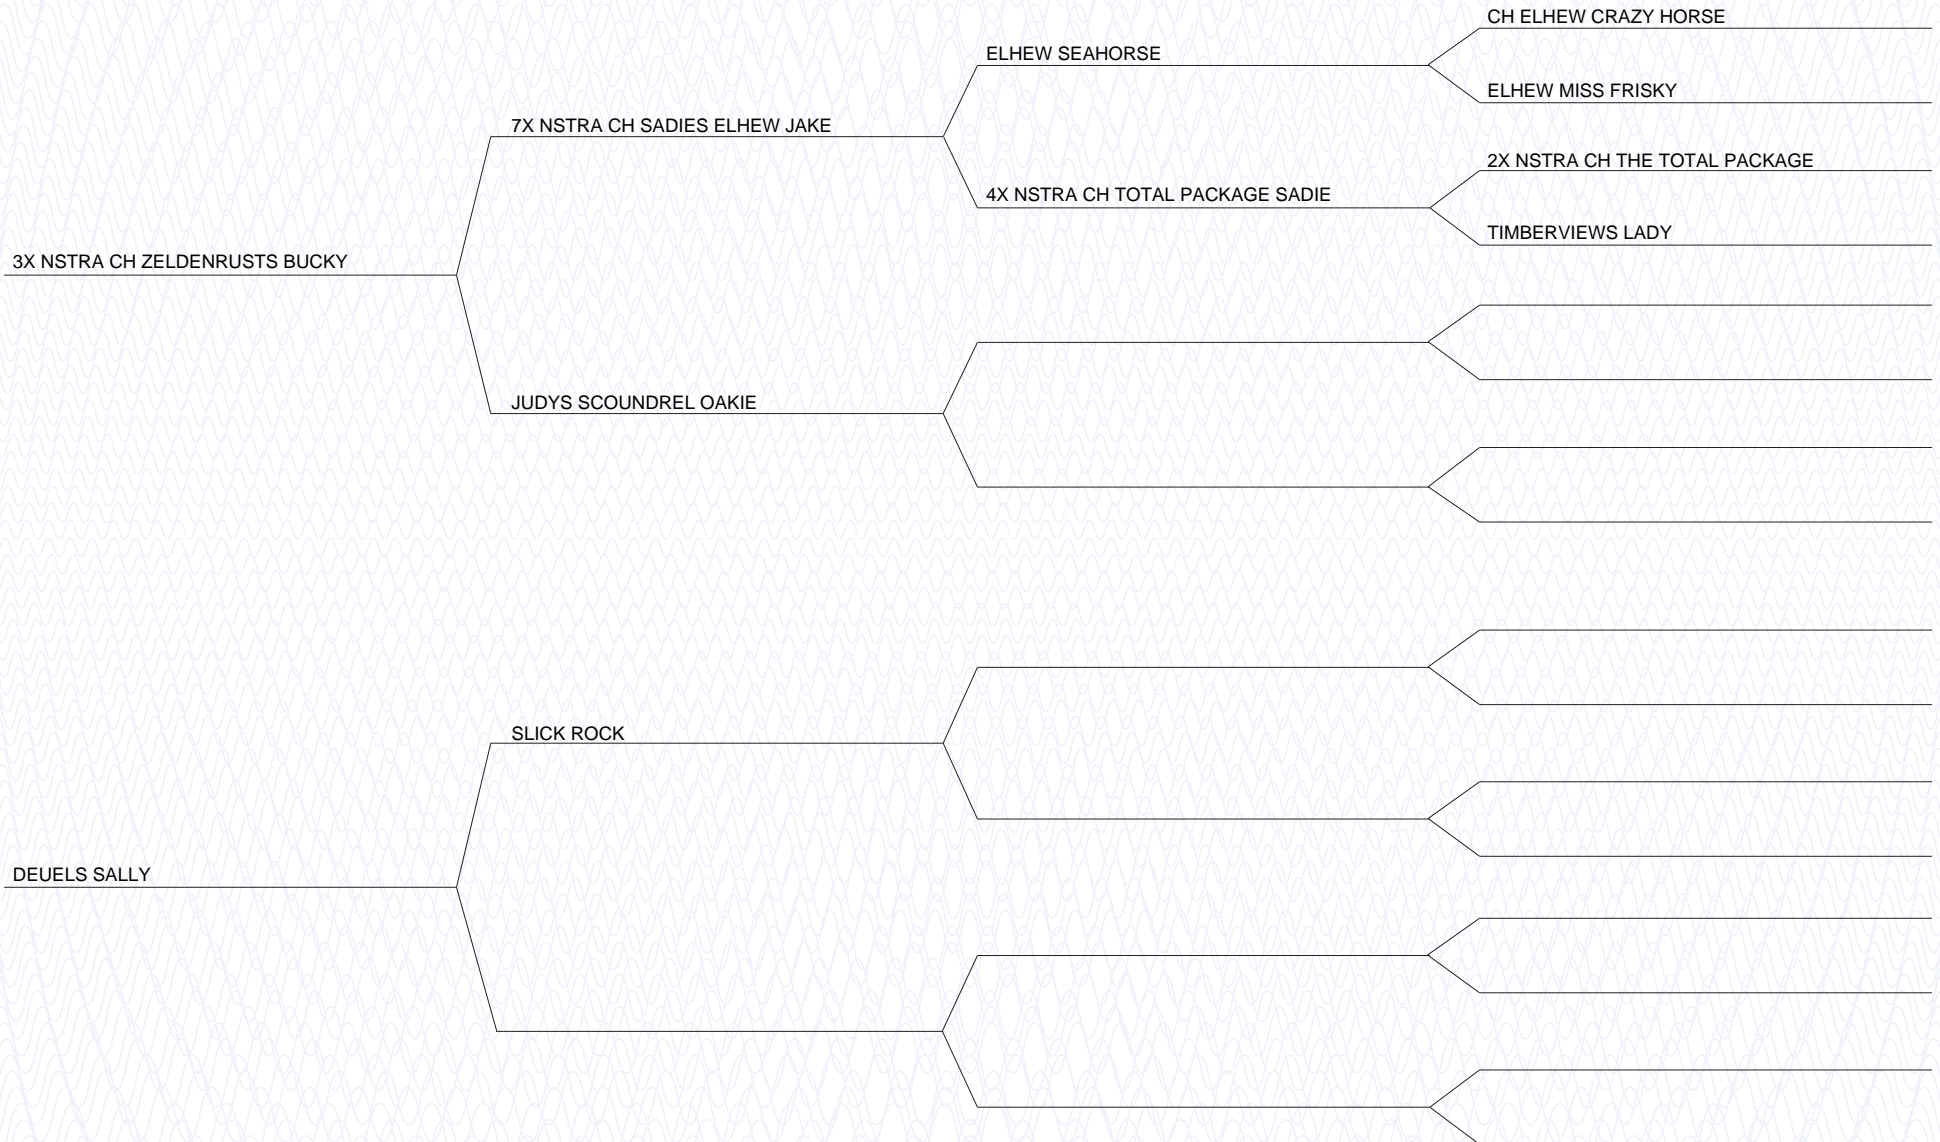 CH ELHEW CRAZY HORSE
ELHEW SEAHORSE
ELHEW MISS FRISKY
7X NSTRA CH SADIES ELHEW JAKE
2X NSTRA CH THE TOTAL PACKAGE
4X NSTRA CH TOTAL PACKAGE SADIE
TIMBERVIEWS LADY
3X NSTRA CH ZELDENRUSTS BUCKY
JUDYS SCOUNDREL OAKIE
SLICK ROCK
DEUELS SALLY